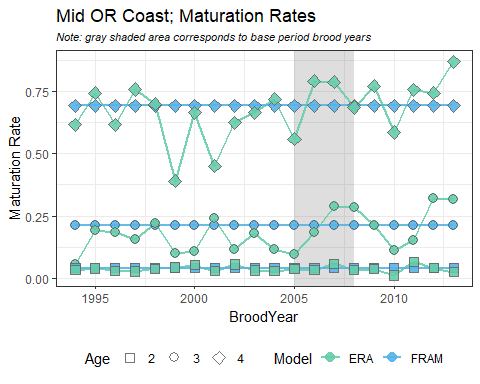 Mid OR Coast; Maturation Rates
Note: gray shaded area corresponds to base period brood years
Maturation Rate
0.75
0.50
0.25
0.00
1995 2000 2005 2010
BroodYear
Age 2 3 4 Model ERA FRAM